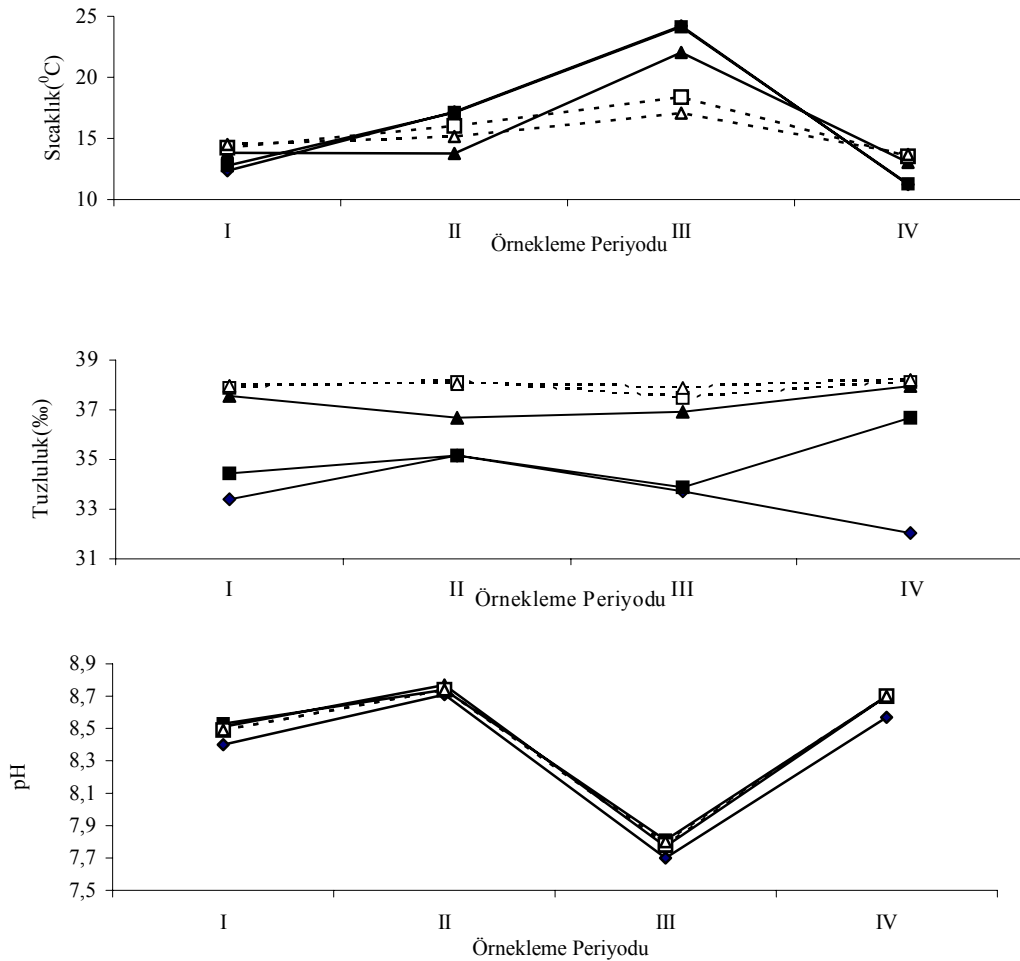 Sıcaklık(⁰C)
25
20
15
10
I II III IV
Örnekleme Periyodu
Tuzluluk(‰)
39
37
35
33
31
I II III IV
Örnekleme Periyodu
pH
8,9
8,7
8,5
8,3
8,1
7,9
7,7
7,5
I II III IV
Örnekleme Periyodu